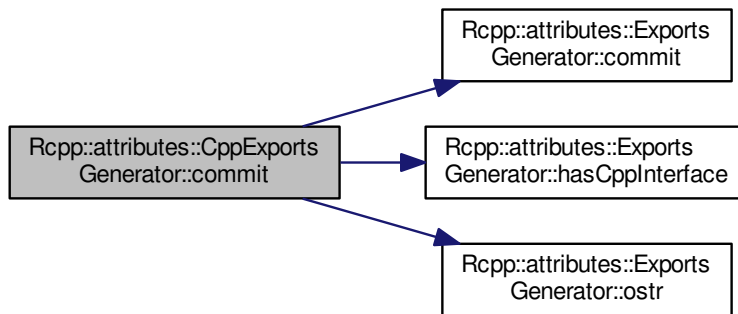 Rcpp::attributes::CppExports
Generator::commit
Rcpp::attributes::Exports
Generator::commit
Rcpp::attributes::Exports
Generator::hasCppInterface
Rcpp::attributes::Exports
Generator::ostr